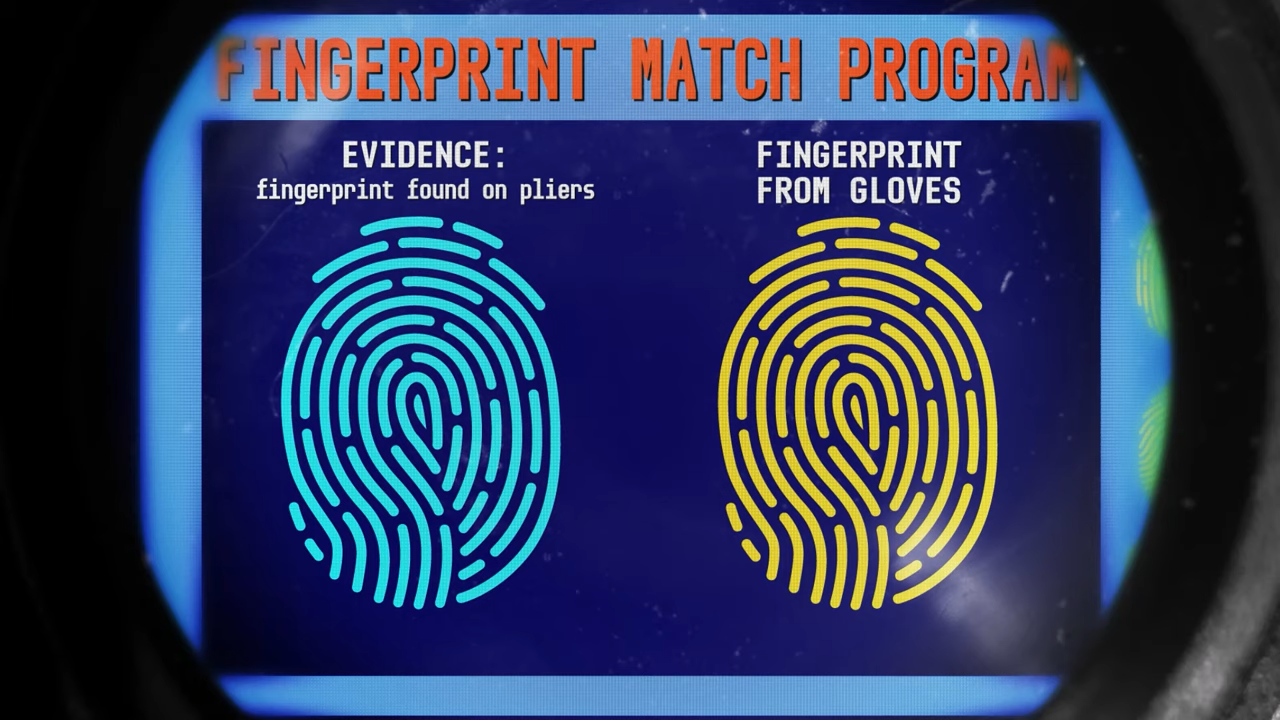 FINGERPRINT MATCH PROGRAM
EVIDENCE:
fingerprint found on pliers
FINGERPRINT
FROM GLOVES